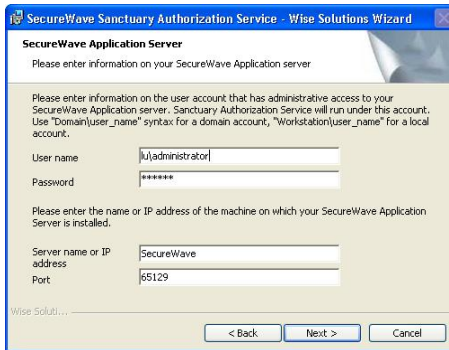 SecureWave Sanctuary Authorization Service - Wise Solutions Wizard
SecureWave Application Server
Please enter information on your SecureWave Application server
Please enter information on the user account that has administrative access to your
SecureWave Application server. Sanctuary Authorization Service will run under this account.
Use "Domain\user_name" syntax for a domain account, "Workstation\user_name" for a local
account.
User name lu\administrator
Password ******
Please enter the name or IP address of the machine on which your SecureWave Application
Server is installed.
Server name or IP
address SecureWave
Port 65129
Wise Soluti...
< Back Next > Cancel